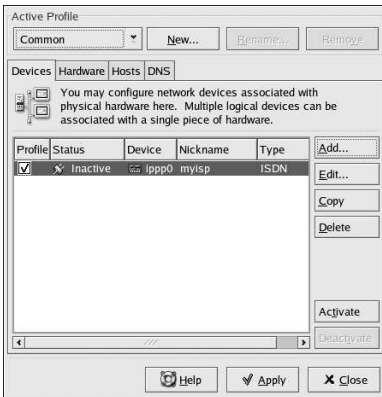 Active Profile
Common New... Rename... Remove
Devices Hardware Hosts DNS
You may configure network devices associated with
physical hardware here. Multiple logical devices can be
associated with a single piece of hardware.
Profile Status Device Nickname Type
Inactive ippp0 myisp ISDN
Add...
Edit...
Copy
Delete
Activate
Deactivate
Help Apply Close